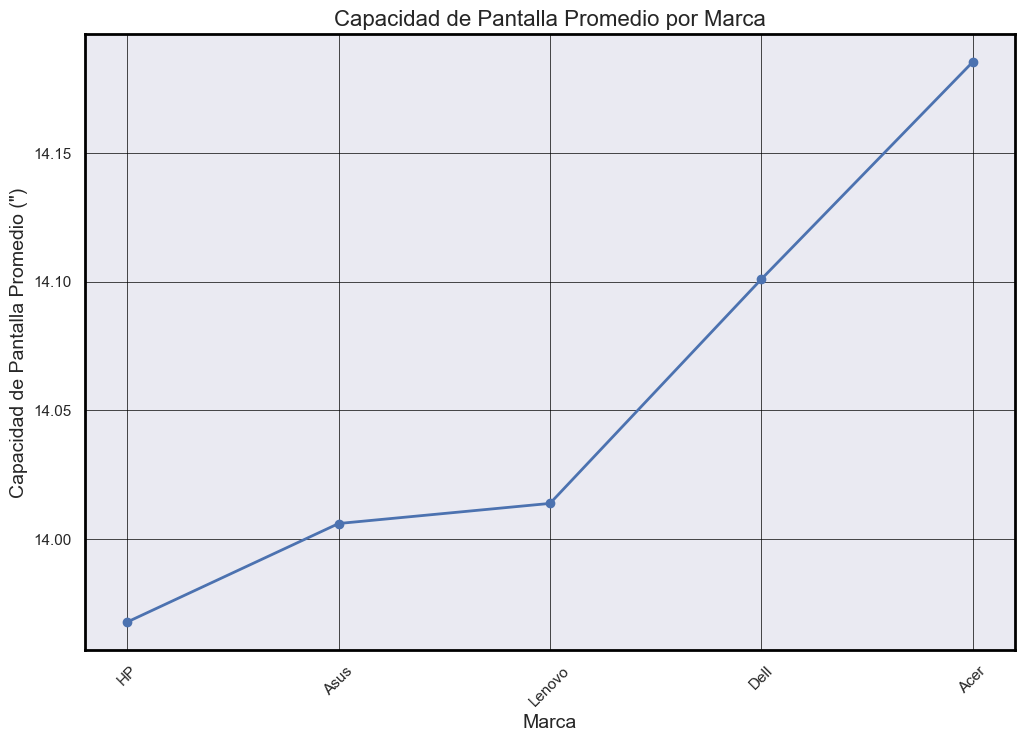 Capacidad de Pantalla Promedio por Marca
Capacidad de Pantalla Promedio (")
14.15
14.10
14.05
14.00
HP
Asus
Lenovo
Dell
Acer
Marca